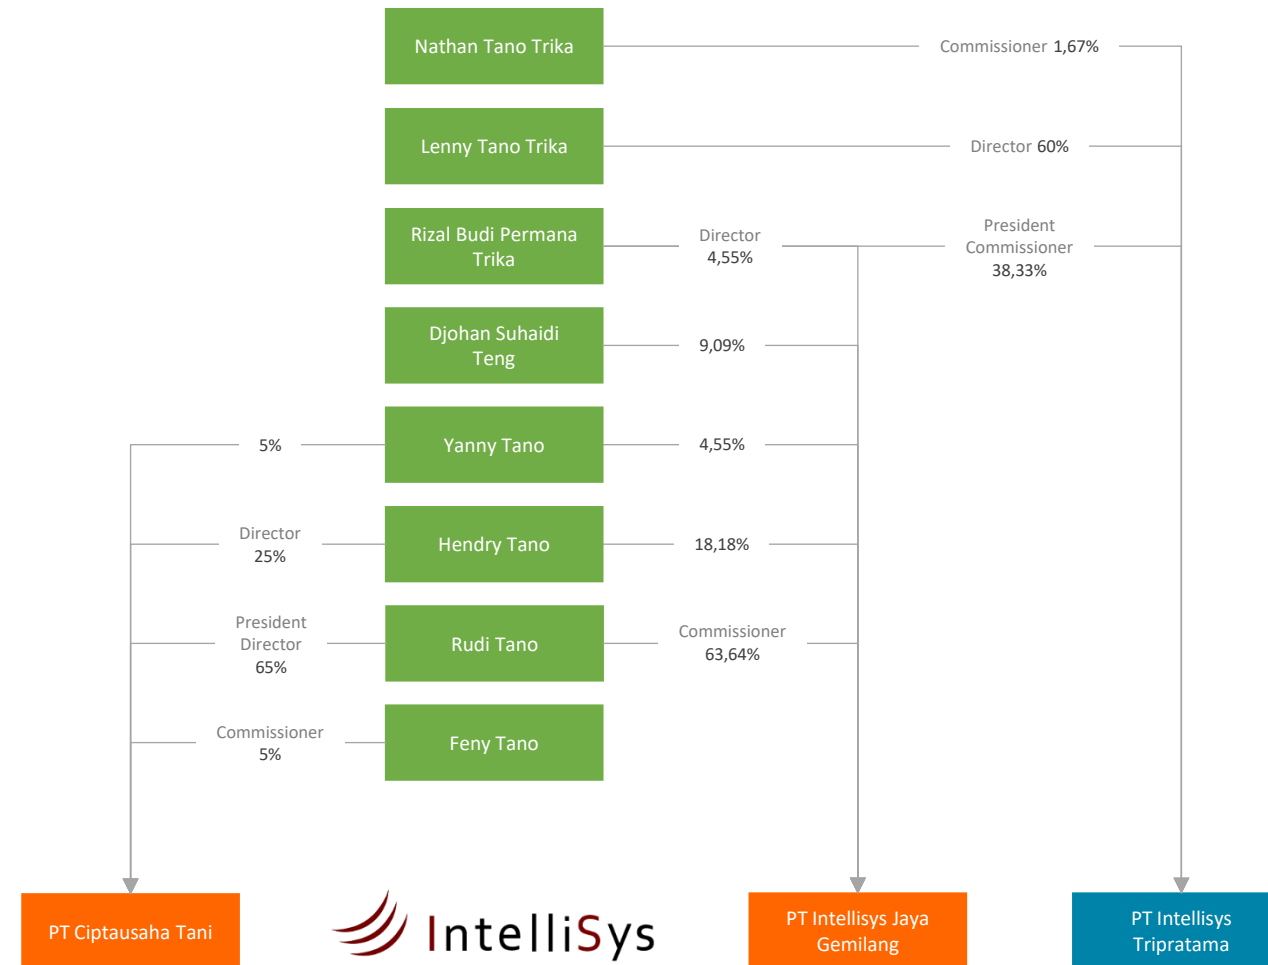 Nathan Tano Trika
Commissioner 1,67%
Lenny Tano Trika
Director 60%
Rizal Budi Permana
Trika
Director
4,55%
President
Commissioner
38,33%
Djohan Suhaidi
Teng
9,09%
5%
Yanny Tano
4,55%
Director
25%
Hendry Tano
18,18%
President
Director
65%
Rudi Tano
Commissioner
63,64%
Commissioner
5%
Feny Tano
PT Ciptausaha Tani
IntelliSys
PT Intellisys Jaya
Gemilang
PT Intellisys
Tripratama